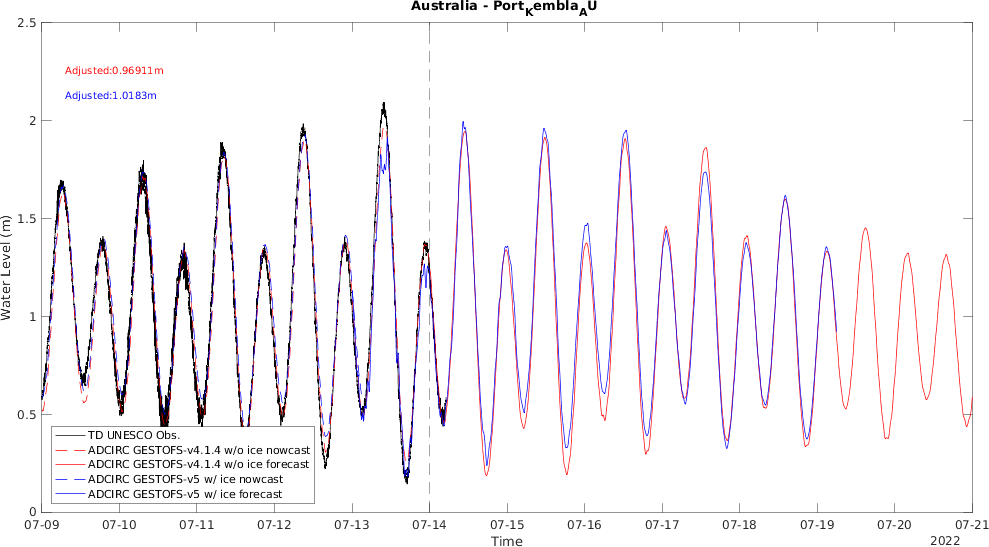 Australia - Port_Kembla_AU
2.5
Adjusted:0.96911m
Adjusted:1.0183m
2
1.5
Water Level (m)
1
0.5
TD UNESCO Obs.
ADCIRC GESTOFS-v4.1.4 w/o ice nowcast
ADCIRC GESTOFS-v4.1.4 w/o ice forecast
ADCIRC GESTOFS-v5 w/ ice nowcast
ADCIRC GESTOFS-v5 w/ ice forecast
0
07-09 07-10 07-11 07-12 07-13 07-14 07-15 07-16 07-17 07-18 07-19 07-20 07-21
Time
2022